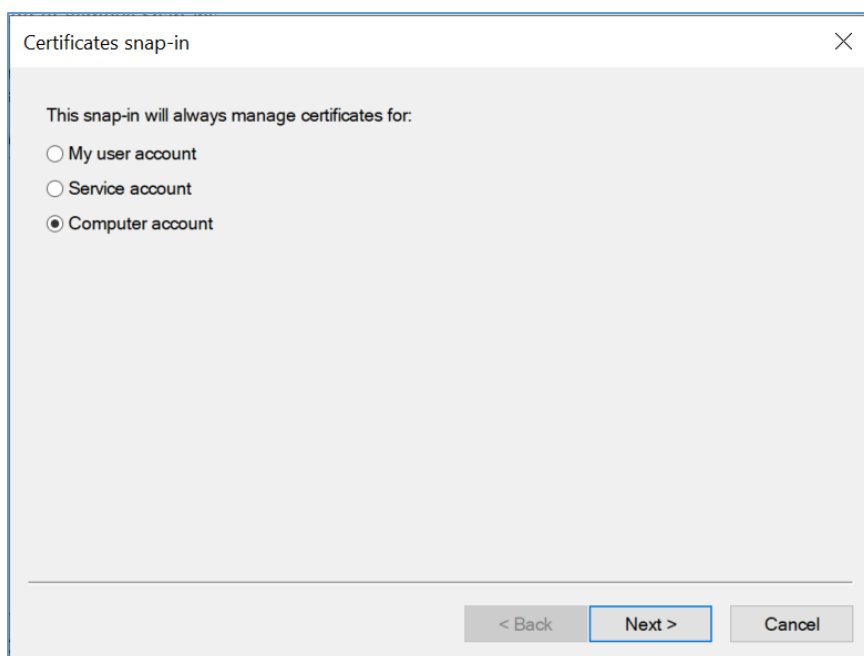 Certificates snap-in
This snap-in will always manage certificates for:
My user account
Service account
Computer account
< Back
Next >
Cancel